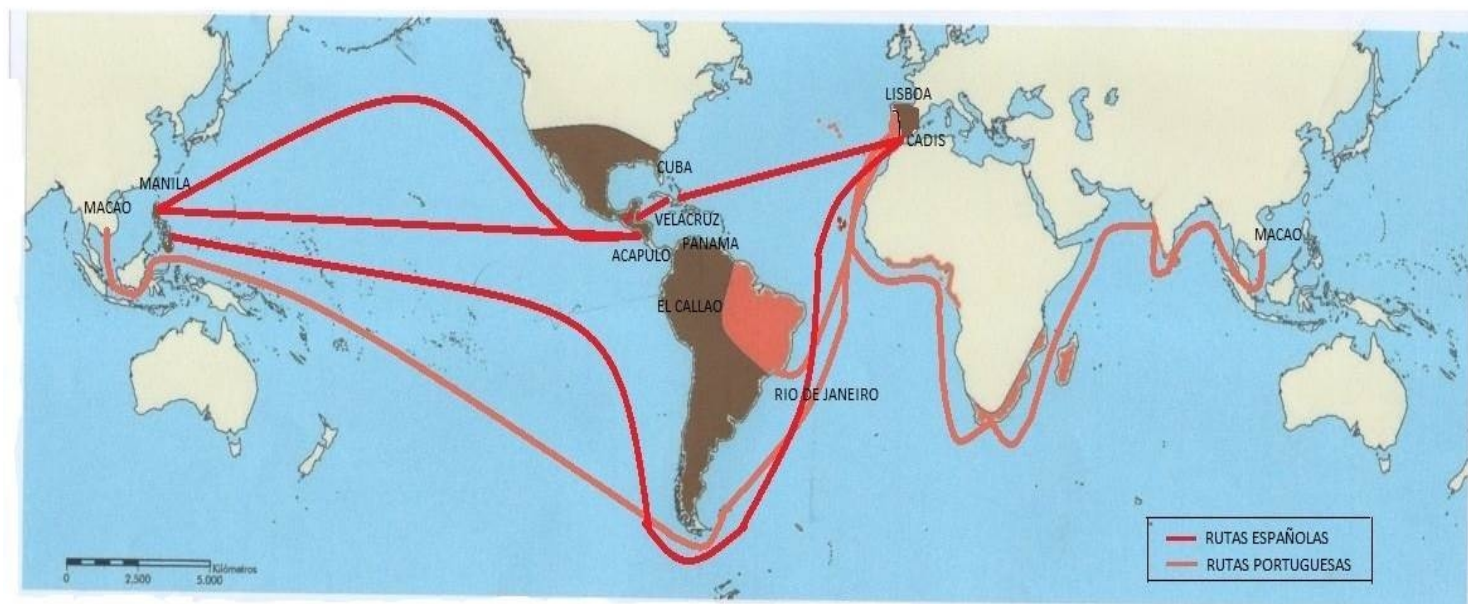 LISBOA
CADIS
CUBA
MANILA
MACAO
VELACRUZ
MACAO
PANAMA
ACAPULO
EL CALLAO
RIO DE JANEIRO
RUTAS ESPAÑOLAS
RUTAS PORTUGUESAS
Kilómetros
0 2.500 5.000